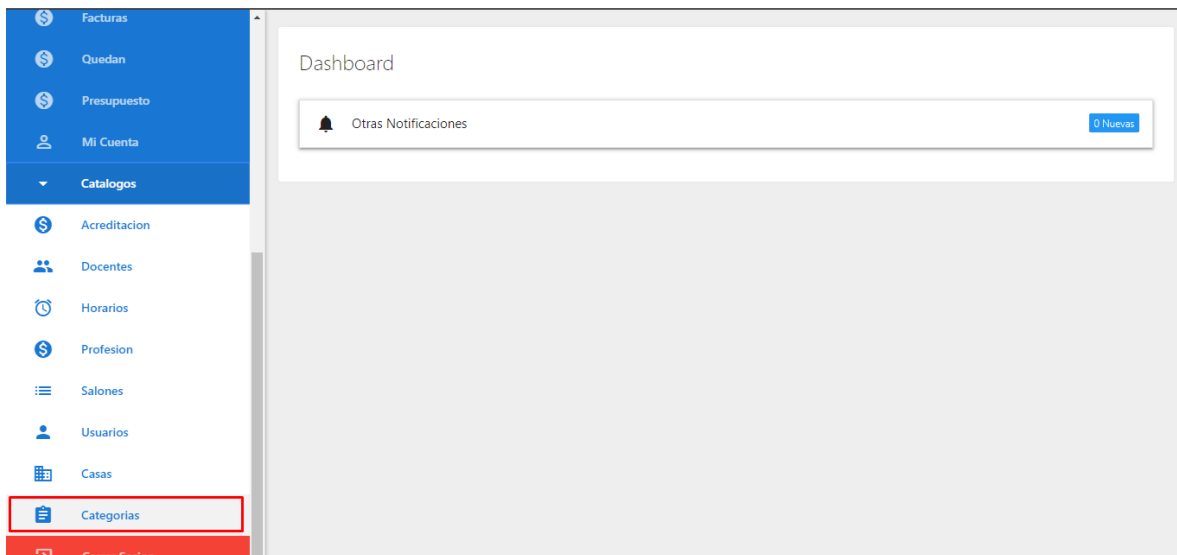 Facturas
Quedan
Presupuesto
Mi Cuenta
Catalogos
Acreditacion
Docentes
Horarios
Profesion
Salones
Usuarios
Casas
Categorias
Dashboard
Otras Notificaciones
0 Nuevas